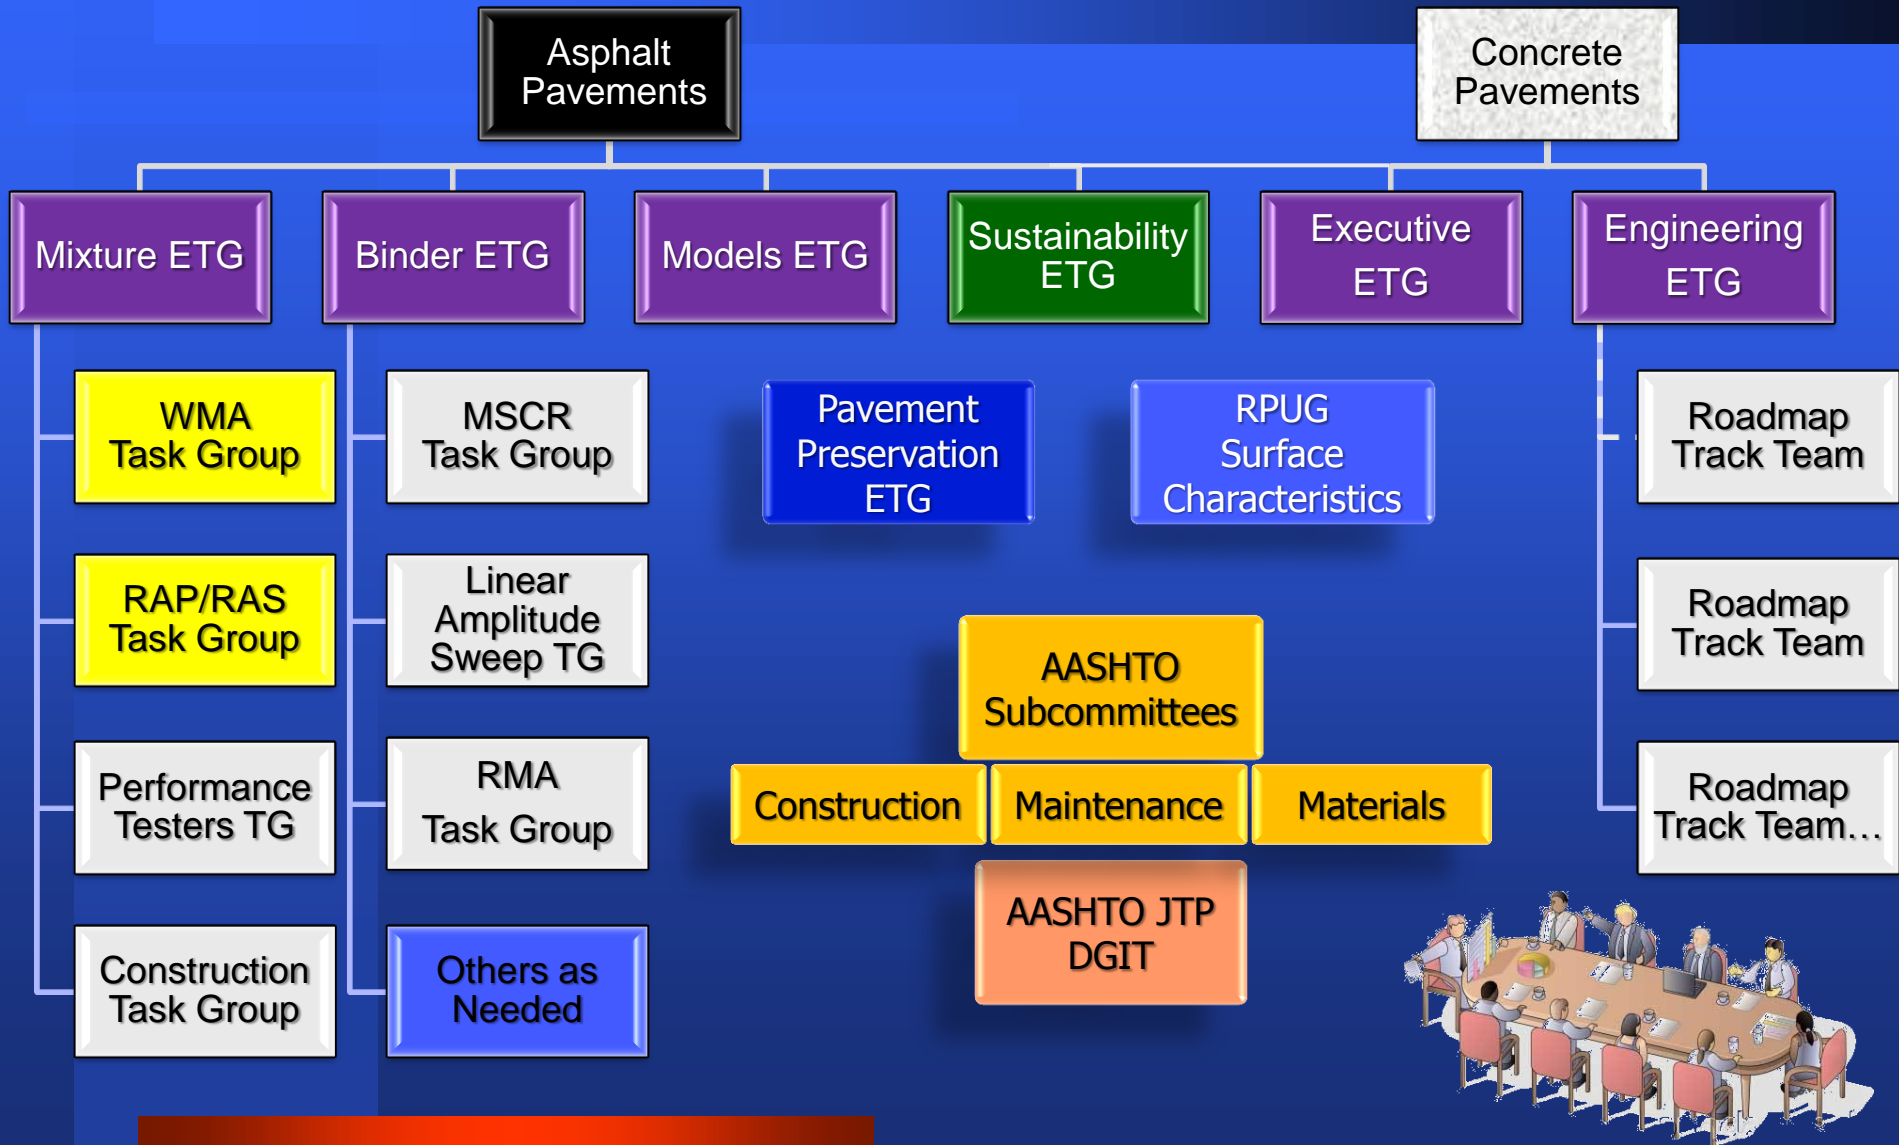 Asphalt
Pavements
Concrete
Pavements
Mixture ETG
Binder ETG
Models ETG
Sustainability
ETG
Executive
ETG
Engineering
ETG
WMA
Task Group
MSCR
Task Group
Pavement
Preservation
ETG
RPUG
Surface
Characteristics
Roadmap
Track Team
RAP/RAS
Task Group
Linear
Amplitude
Sweep TG
Roadmap
Track Team
AASHTO
Subcommittees
Performance
Testers TG
RMA
Task Group
Construction
Maintenance
Materials
Roadmap
Track Team…
Construction
Task Group
Others as
Needed
AASHTO JTP
DGIT